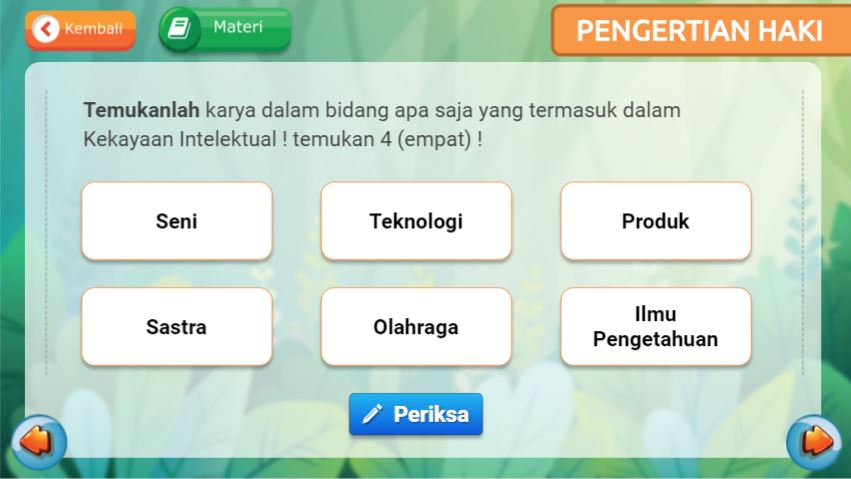 Kembali
Materi
PENGERTIAN HAKI
Temukanlah karya dalam bidang apa saja yang termasuk dalam
Kekayaan Intelektual ! temukan 4 (empat) !
Seni
Teknologi
Produk
Sastra
Olahraga
Ilmu
Pengetahuan
Periksa